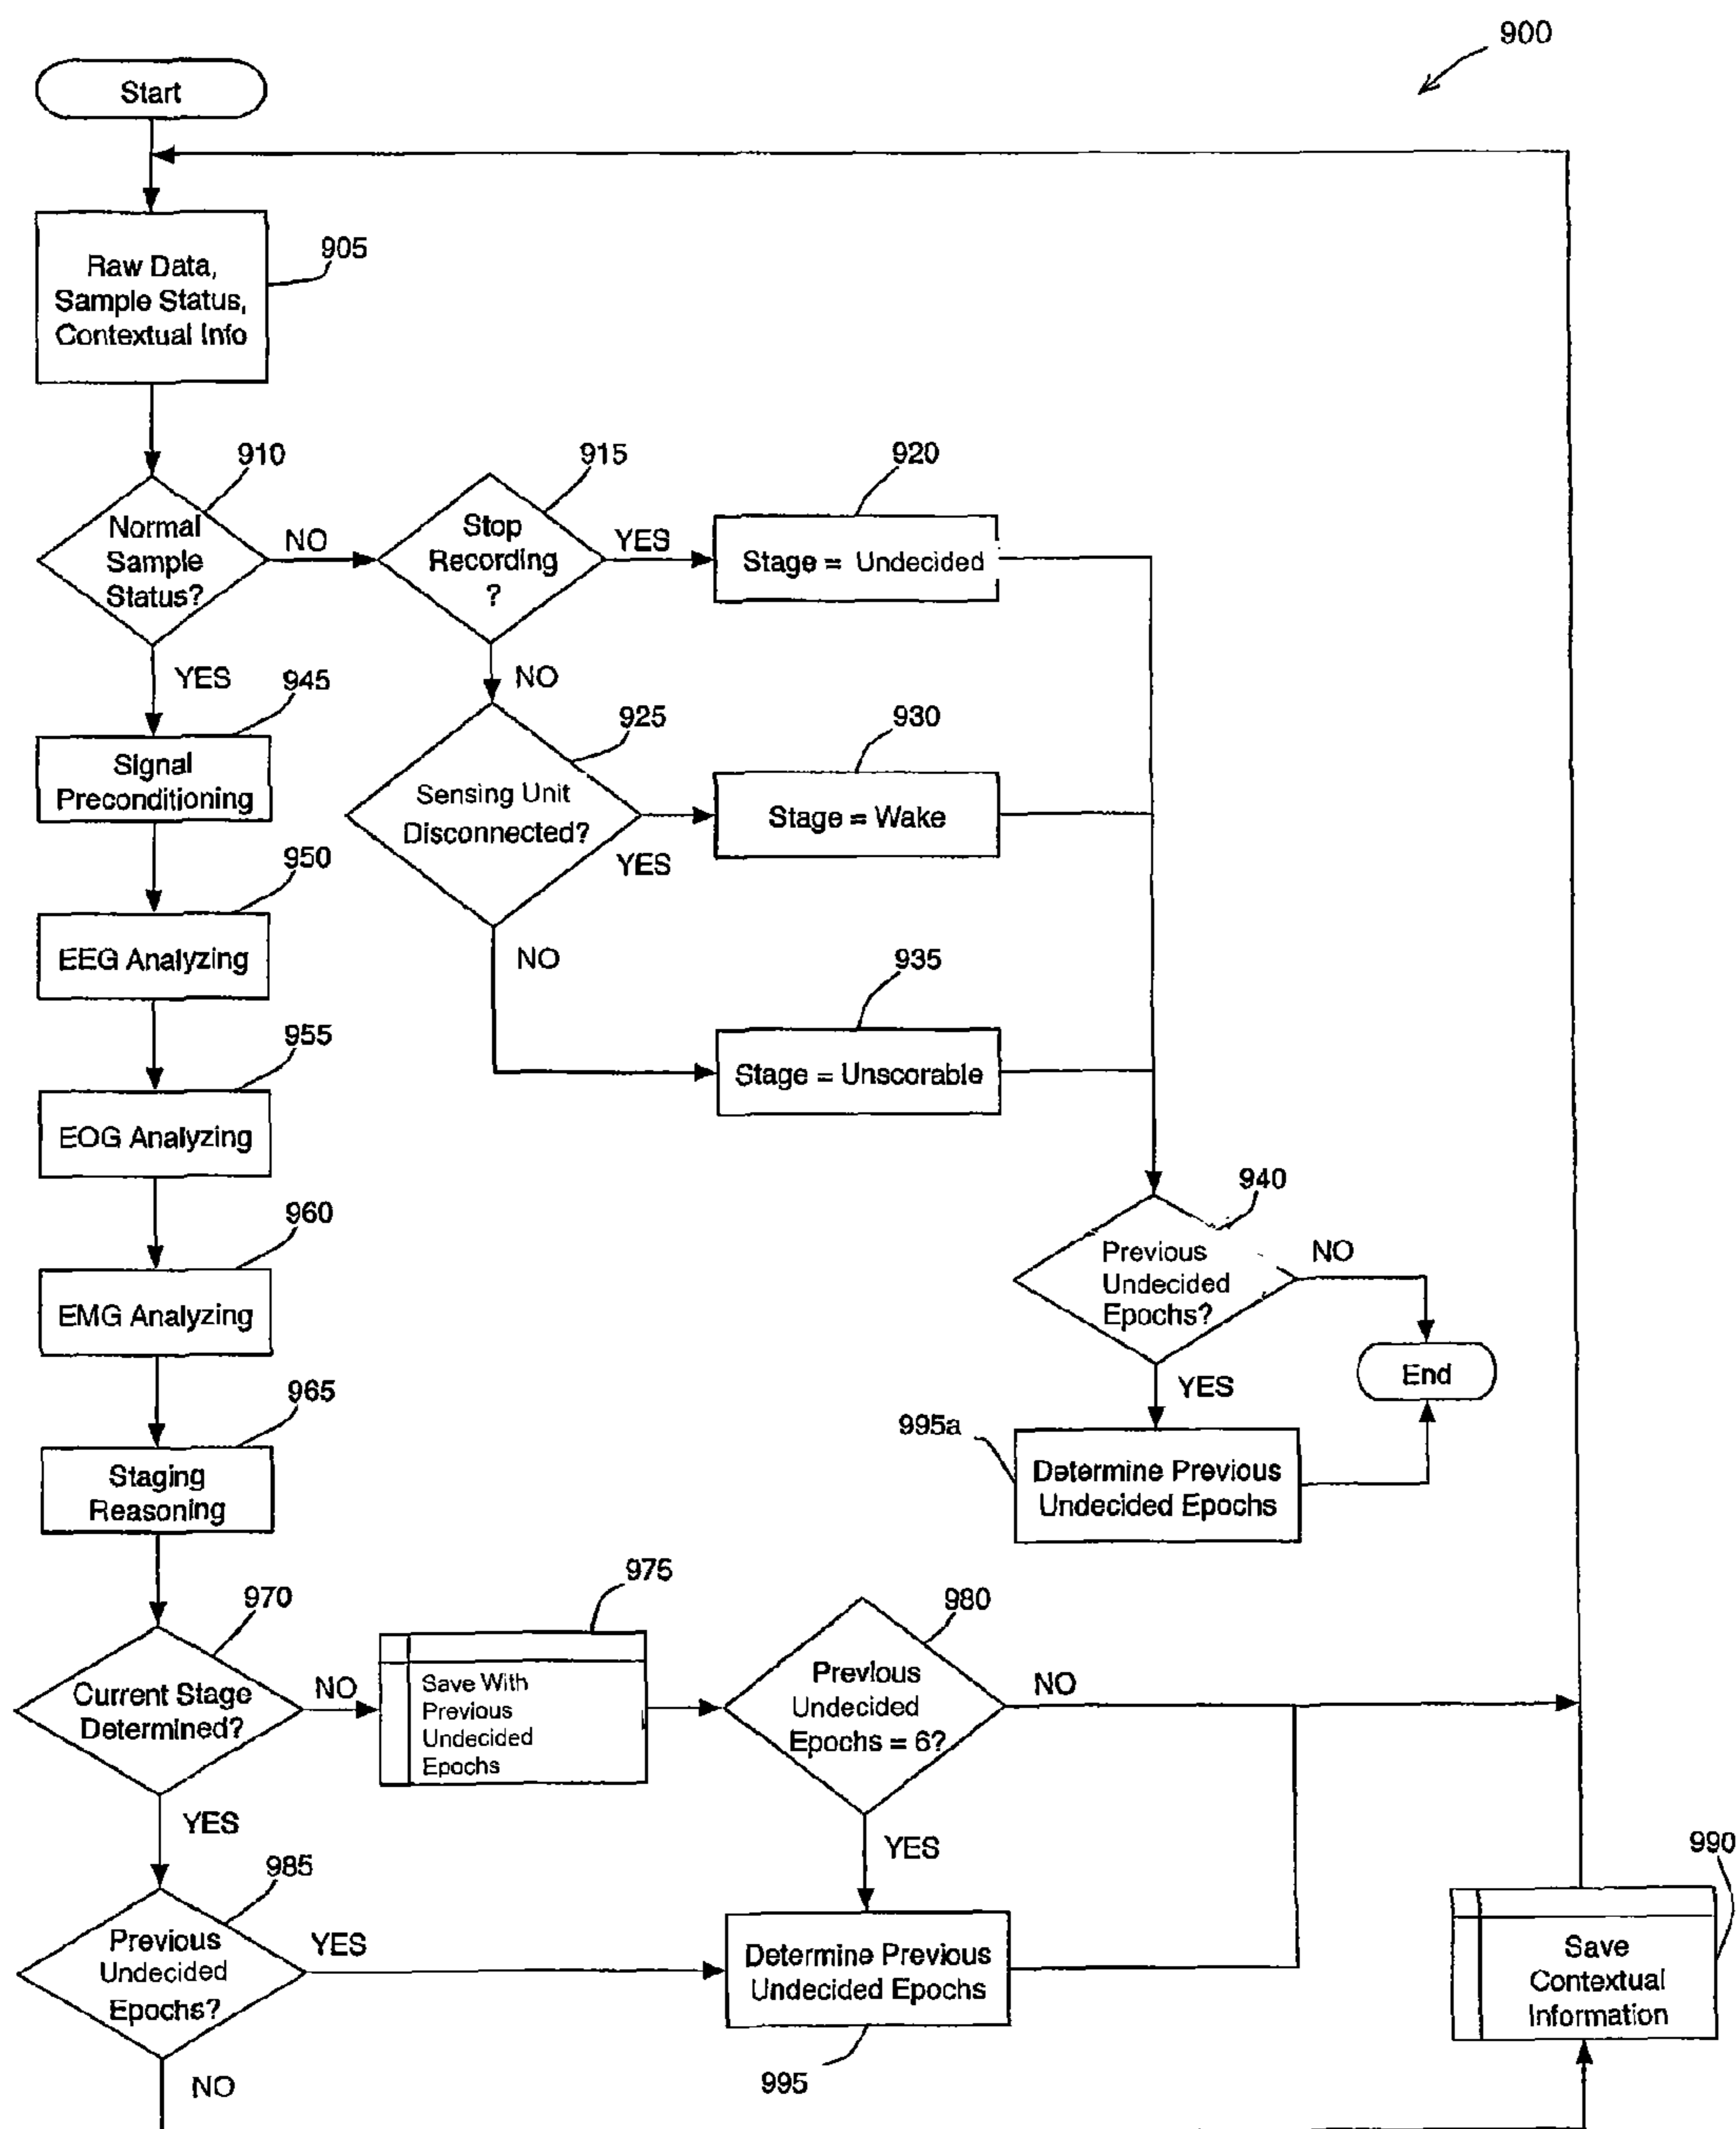 900
Start
905
Raw Data,
Sample Status,
Contextual Info
910
Normal
Sample
Status?
NO
YES
915
Stop
Recording
?
YES
NO
920
Stage = Undecided
925
Sensing Unit
Disconnected?
YES
NO
930
Stage = Wake
935
Stage = Unscorable
940
Previous
Undecided
Epochs?
NO
YES
End
995a
Determine Previous
Undecided Epochs
945
Signal
Preconditioning
950
EEG Analyzing
955
EOG Analyzing
960
EMG Analyzing
965
Staging
Reasoning
970
Current Stage
Determined?
NO
YES
975
Save With
Previous
Undecided
Epochs
980
Previous
Undecided
Epochs = 6?
NO
YES
985
Previous
Undecided
Epochs?
YES
NO
Determine Previous
Undecided Epochs
995
990
Save
Contextual
Information